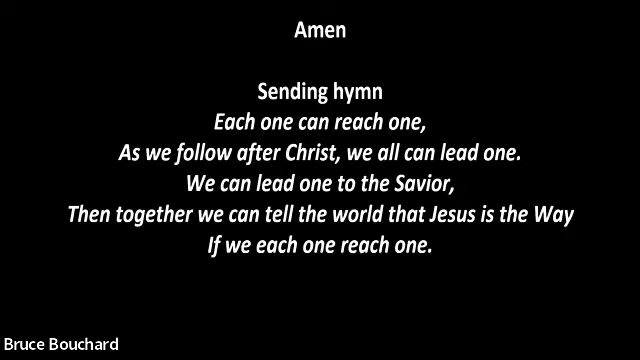 Amen
Sending hymn
Each one can reach one,
As we follow after Christ, we all can lead one.
We can lead one to the Savior,
Then together we can tell the world that Jesus is the Way
If we each one reach one.
Bruce Bouchard